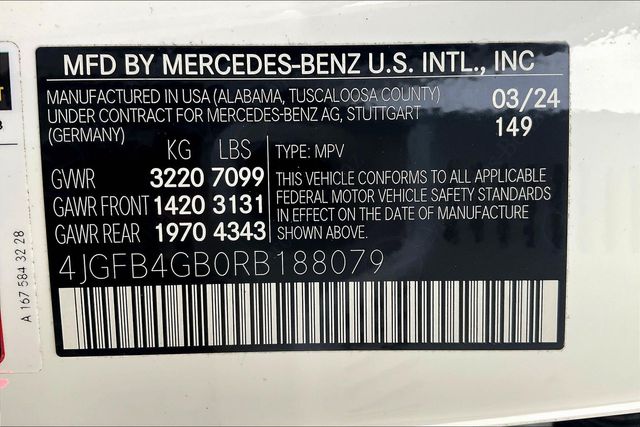 MFD BY MERCEDES-BENZ U.S. INTL., INC
MANUFACTURED IN USA (ALABAMA, TUSCALOOSA COUNTY)
UNDER CONTRACT FOR MERCEDES-BENZ AG, STUTTGART
(GERMANY)
03/24
149
KG LBS
GVWR 3220 7099
GAWR FRONT 1420 3131
GAWR REAR 1970 4343
TYPE: MPV
THIS VEHICLE CONFORMS TO ALL APPLICABLE
FEDERAL MOTOR VEHICLE SAFETY STANDARDS
IN EFFECT ON THE DATE OF MANUFACTURE
SHOWN ABOVE.
4JGFB4GB0RB188079
A 167 584 32 28